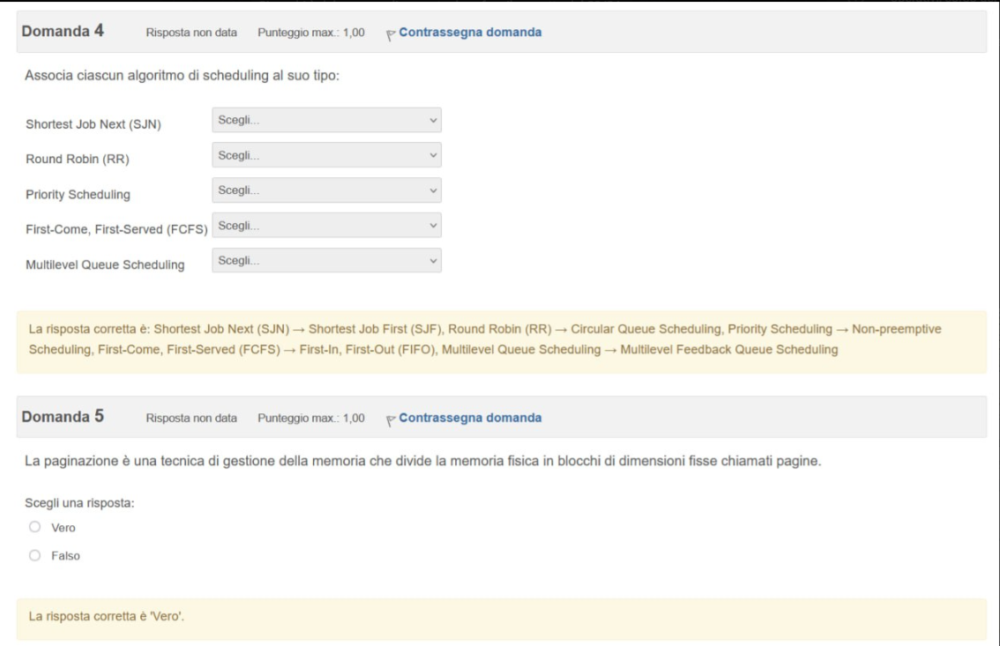 Domanda 4 Risposta non data Punteggio max.: 1,00 Contrassegna domanda
Associa ciascun algoritmo di scheduling al suo tipo:
Shortest Job Next (SJN) Scegli...
Round Robin (RR) Scegli...
Priority Scheduling Scegli...
First-Come, First-Served (FCFS) Scegli...
Multilevel Queue Scheduling Scegli...
La risposta corretta è: Shortest Job Next (SJN) → Shortest Job First (SJF), Round Robin (RR) → Circular Queue Scheduling, Priority Scheduling → Non-preemptive
Scheduling, First-Come, First-Served (FCFS) → First-In, First-Out (FIFO), Multilevel Queue Scheduling → Multilevel Feedback Queue Scheduling
Domanda 5 Risposta non data Punteggio max.: 1,00 Contrassegna domanda
La paginazione è una tecnica di gestione della memoria che divide la memoria fisica in blocchi di dimensioni fisse chiamati pagine.
Scegli una risposta:
Vero
Falso
La risposta corretta è 'Vero'.